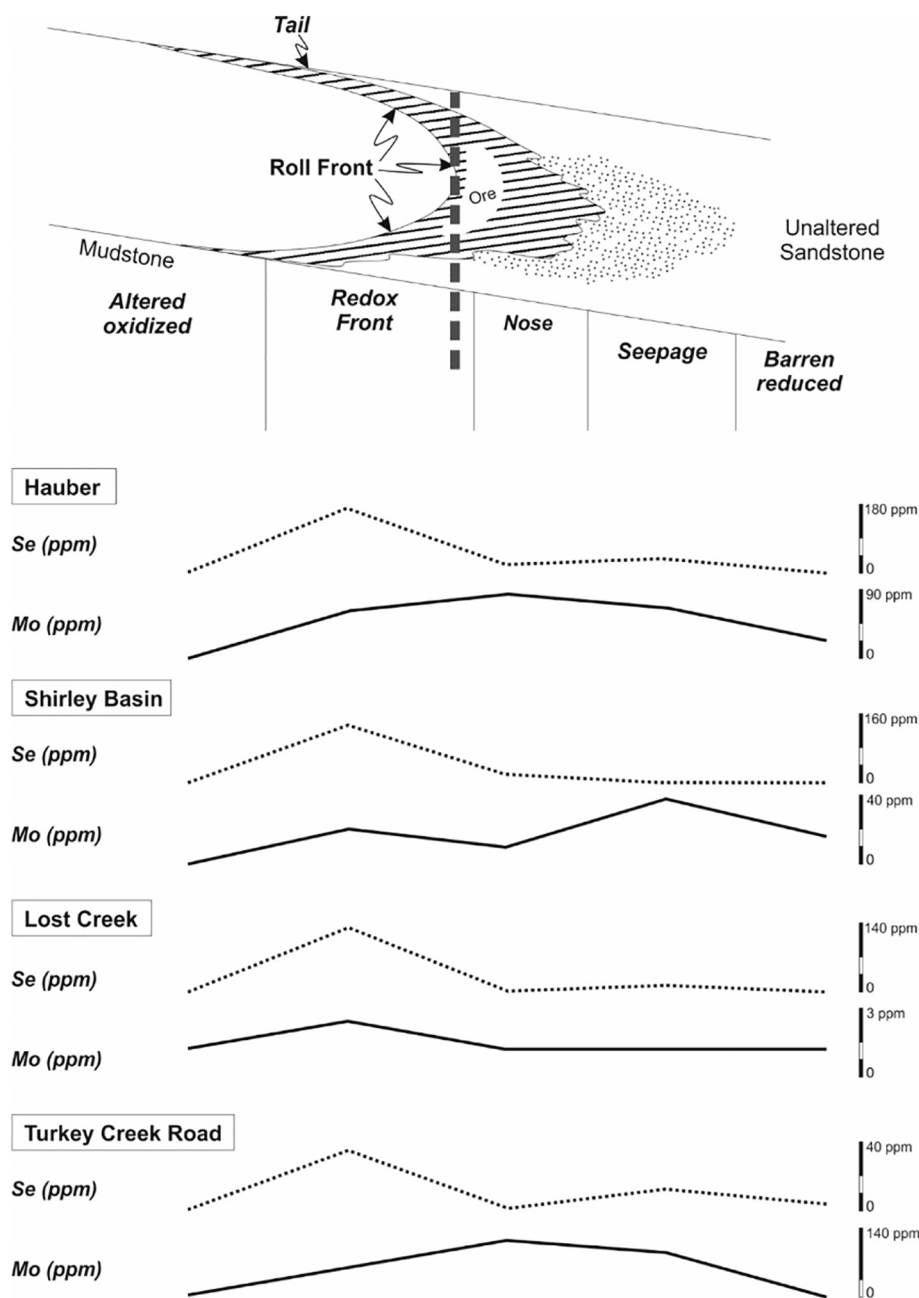 Tail
Roll Front
Ore
Unaltered
Sandstone
Mudstone
Altered
oxidized
Redox
Front
Nose
Seepage
Barren
reduced
Hauber
Se (ppm)
180 ppm
0
Mo (ppm)
90 ppm
0
Shirley Basin
Se (ppm)
160 ppm
0
Mo (ppm)
40 ppm
0
Lost Creek
Se (ppm)
140 ppm
0
Mo (ppm)
3 ppm
0
Turkey Creek Road
Se (ppm)
40 ppm
0
Mo (ppm)
140 ppm
0